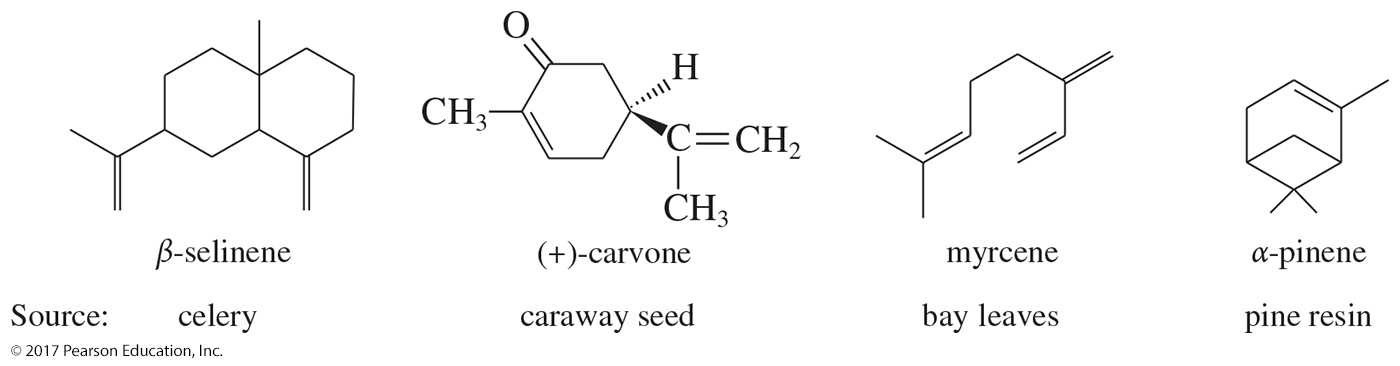 O
H
CH₃
C=CH₂
CH₃
β-selinene (+)-carvone myrcene α-pinene
Source: celery caraway seed bay leaves pine resin
© 2017 Pearson Education, Inc.